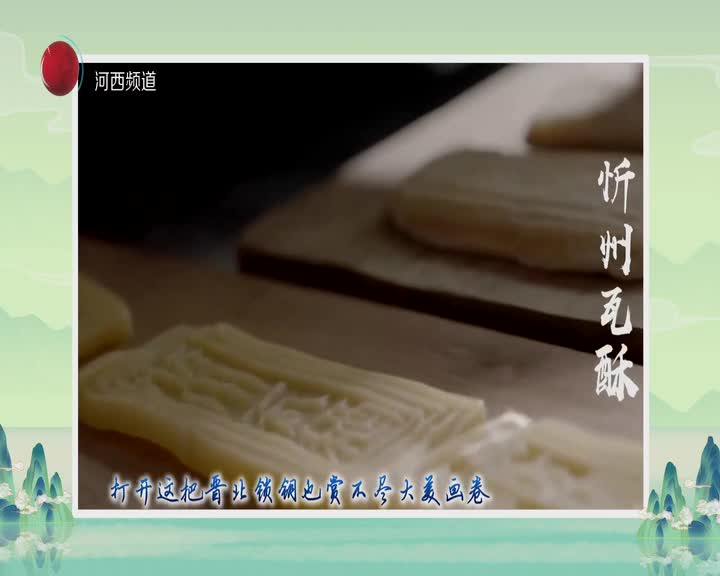 河西频道
忻州瓦酥
打开这把晋北锁钥也赏不尽大美画卷